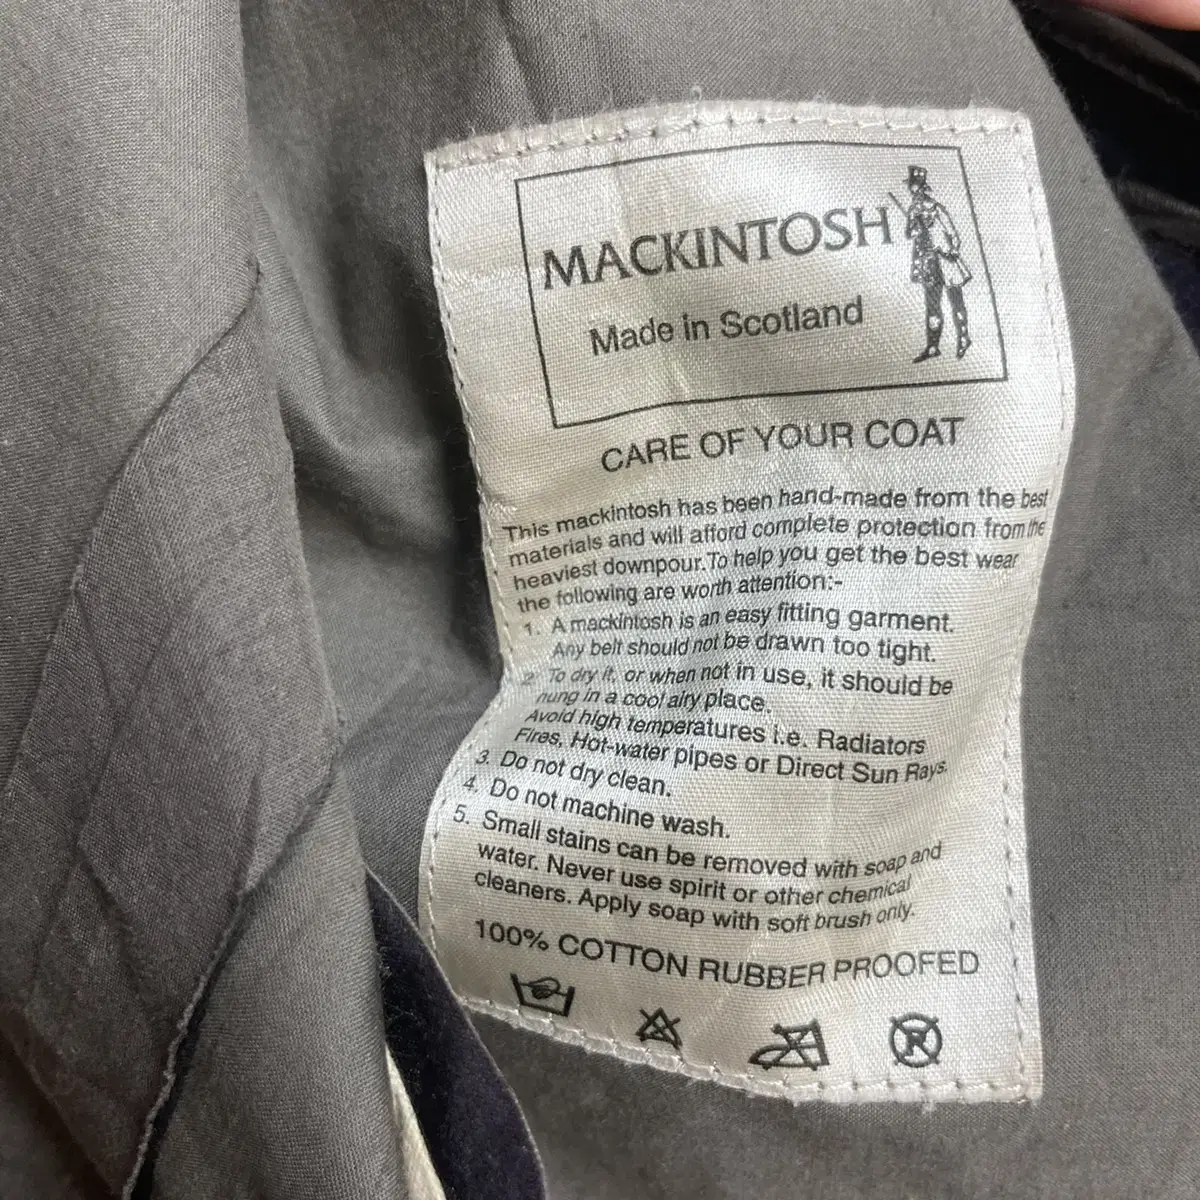 MACKINTOSH
Made in Scotland
CARE OF YOUR COAT
This mackintosh has been hand-made from the best
materials and will afford complete protection from the
heaviest downpour. To help you get the best wear
the following are worth attention:-
1. A mackintosh is an easy fitting garment.
Any belt should not be drawn too tight.
2. To dry it, or when not in use, it should be
hung in a cool airy place.
Avoid high temperatures i.e. Radiators
Fires, Hot-water pipes or Direct Sun Rays.
3. Do not dry clean.
4. Do not machine wash.
5. Small stains can be removed with soap and
water. Never use spirit or other chemical
cleaners. Apply soap with soft brush only.
100% COTTON RUBBER PROOFED
R